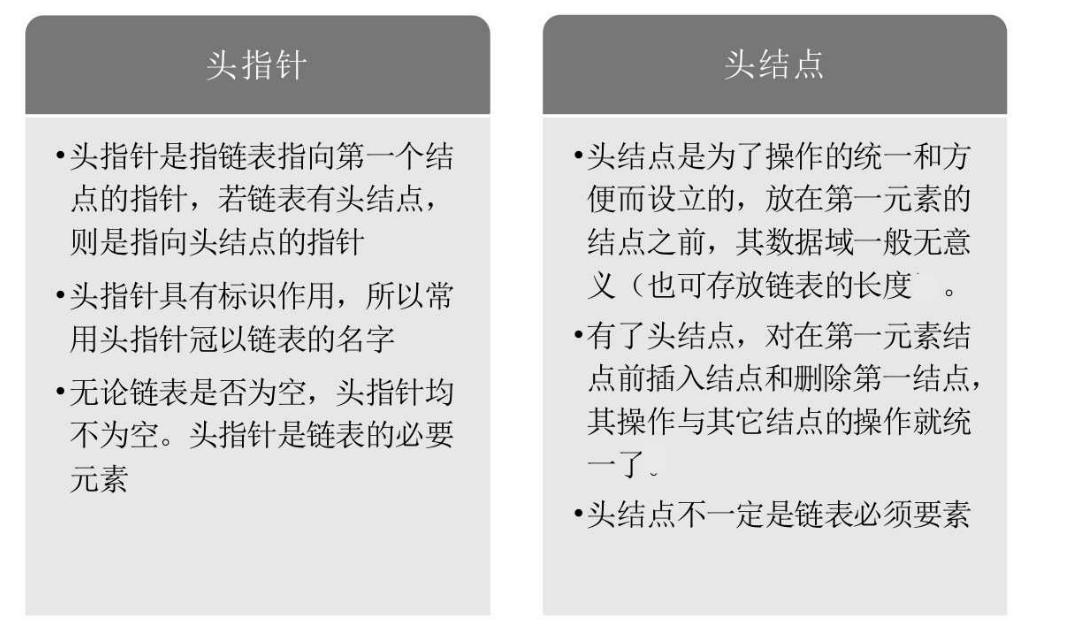 头指针
•头指针是指链表指向第一个结
点的指针，若链表有头结点，
则是指向头结点的指针
•头指针具有标识作用，所以常
用头指针冠以链表的名字
•无论链表是否为空，头指针均
不为空。头指针是链表的必要
元素
头结点
•头结点是为了操作的统一和方
便而设立的，放在第一元素的
结点之前，其数据域一般无意
义（也可存放链表的长度 。
•有了头结点，对在第一元素结
点前插入结点和删除第一结点，
其操作与其它结点的操作就统
一了。
•头结点不一定是链表必须要素